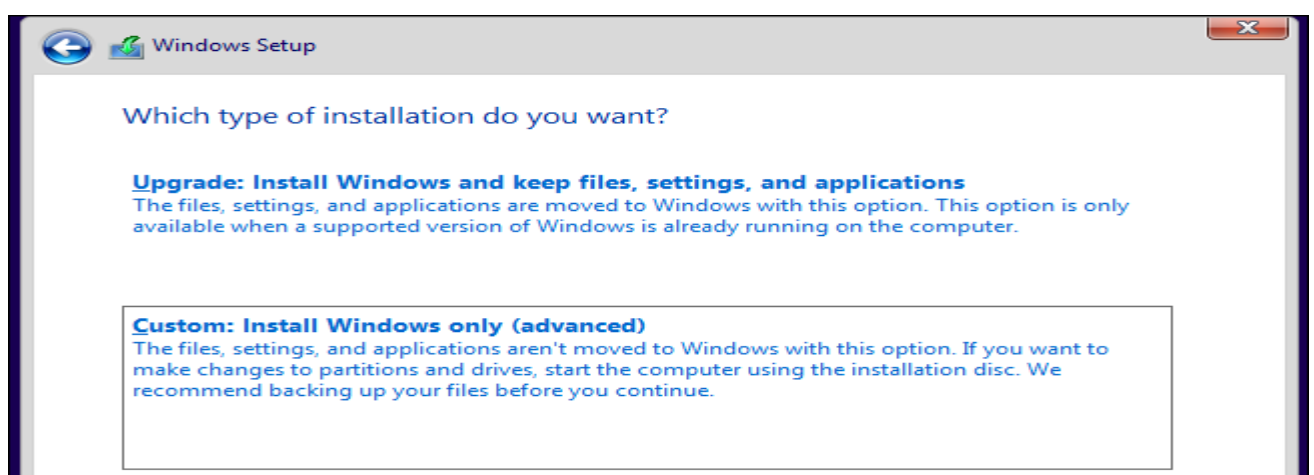 Windows Setup
Which type of installation do you want?
Upgrade: Install Windows and keep files, settings, and applications
The files, settings, and applications are moved to Windows with this option. This option is only
available when a supported version of Windows is already running on the computer.
Custom: Install Windows only (advanced)
The files, settings, and applications aren't moved to Windows with this option. If you want to
make changes to partitions and drives, start the computer using the installation disc. We
recommend backing up your files before you continue.